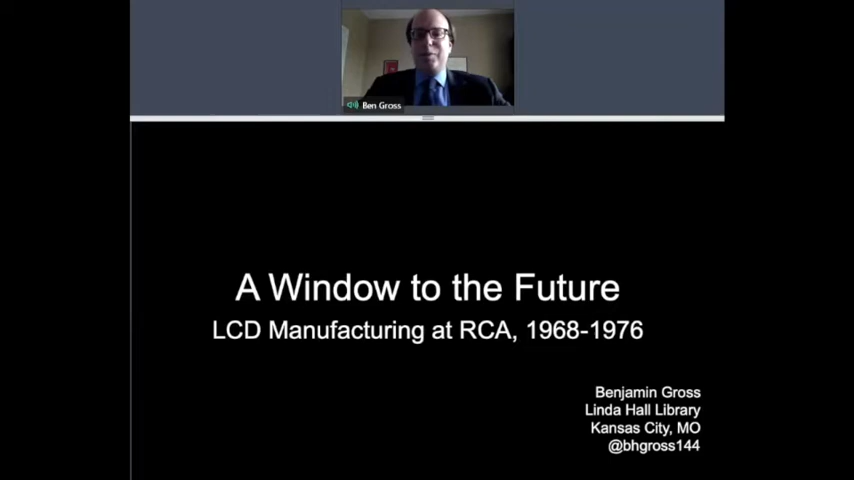 Ben Gross
A Window to the Future
LCD Manufacturing at RCA, 1968-1976
Benjamin Gross
Linda Hall Library
Kansas City, MO
@bhgross144